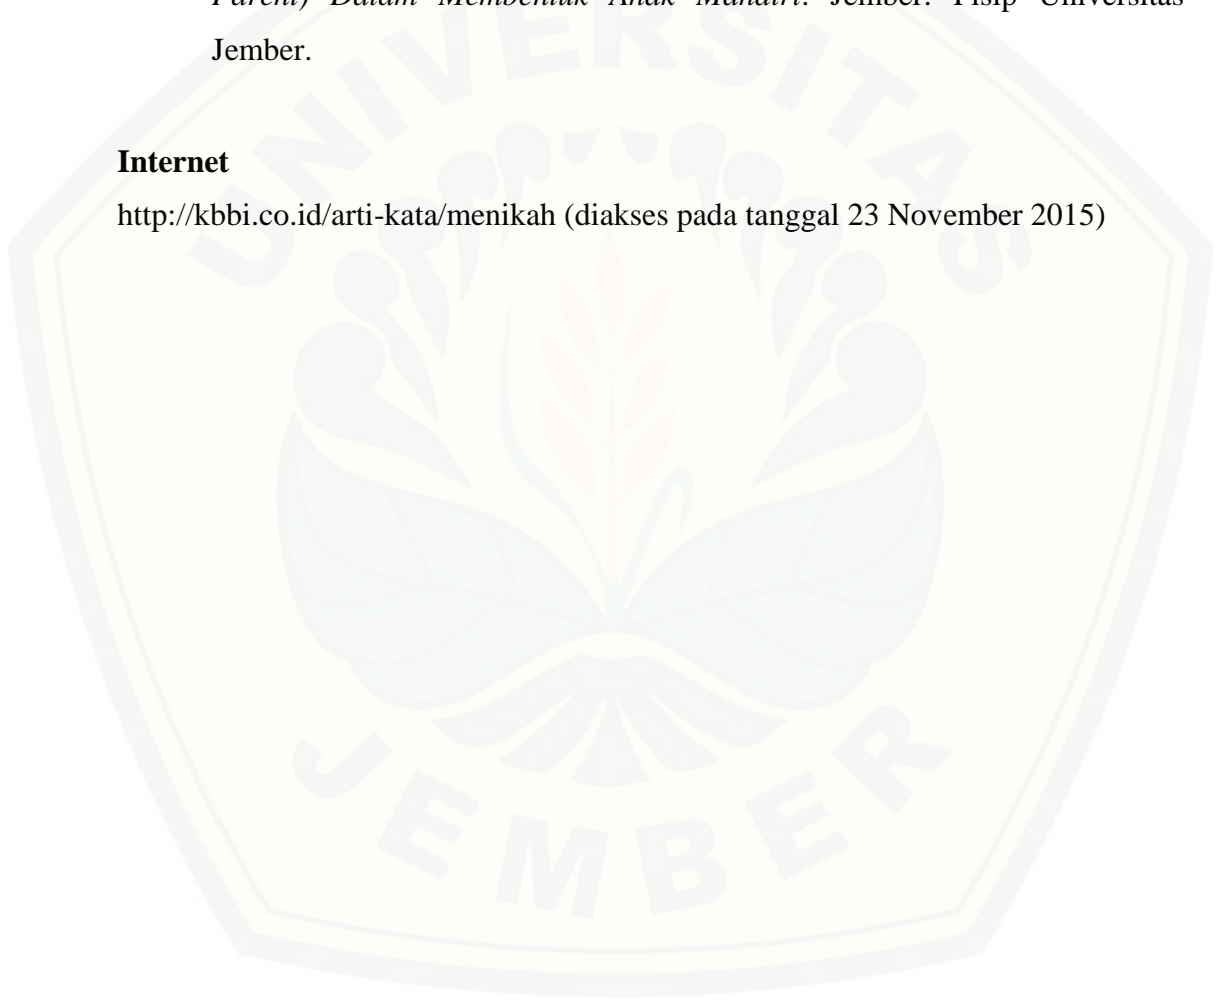 Parent) Dalam Membentuk Anak Mandiri. Jember: Fisip Universitas
Jember.
Internet
http://kbbi.co.id/arti-kata/menikah (diakses pada tanggal 23 November 2015)
UNIVERSITAS
JEMBER